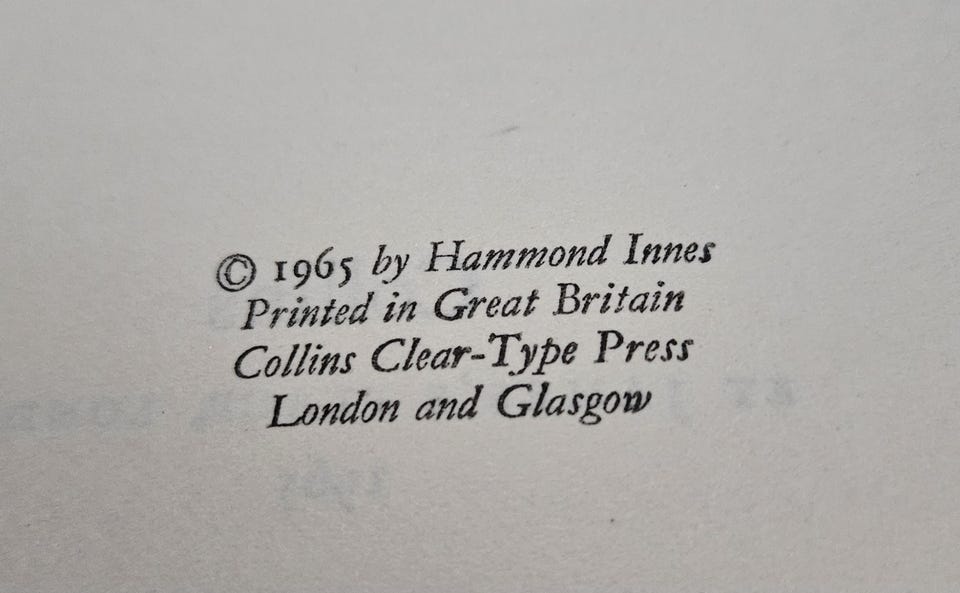 © 1965 by Hammond Innes
Printed in Great Britain
Collins Clear-Type Press
London and Glasgow